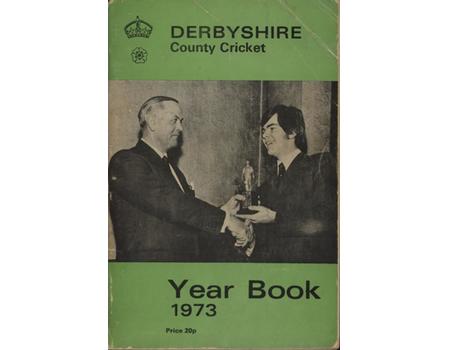 DERBYSHIRE
County Cricket
Year Book
1973
Price 20p